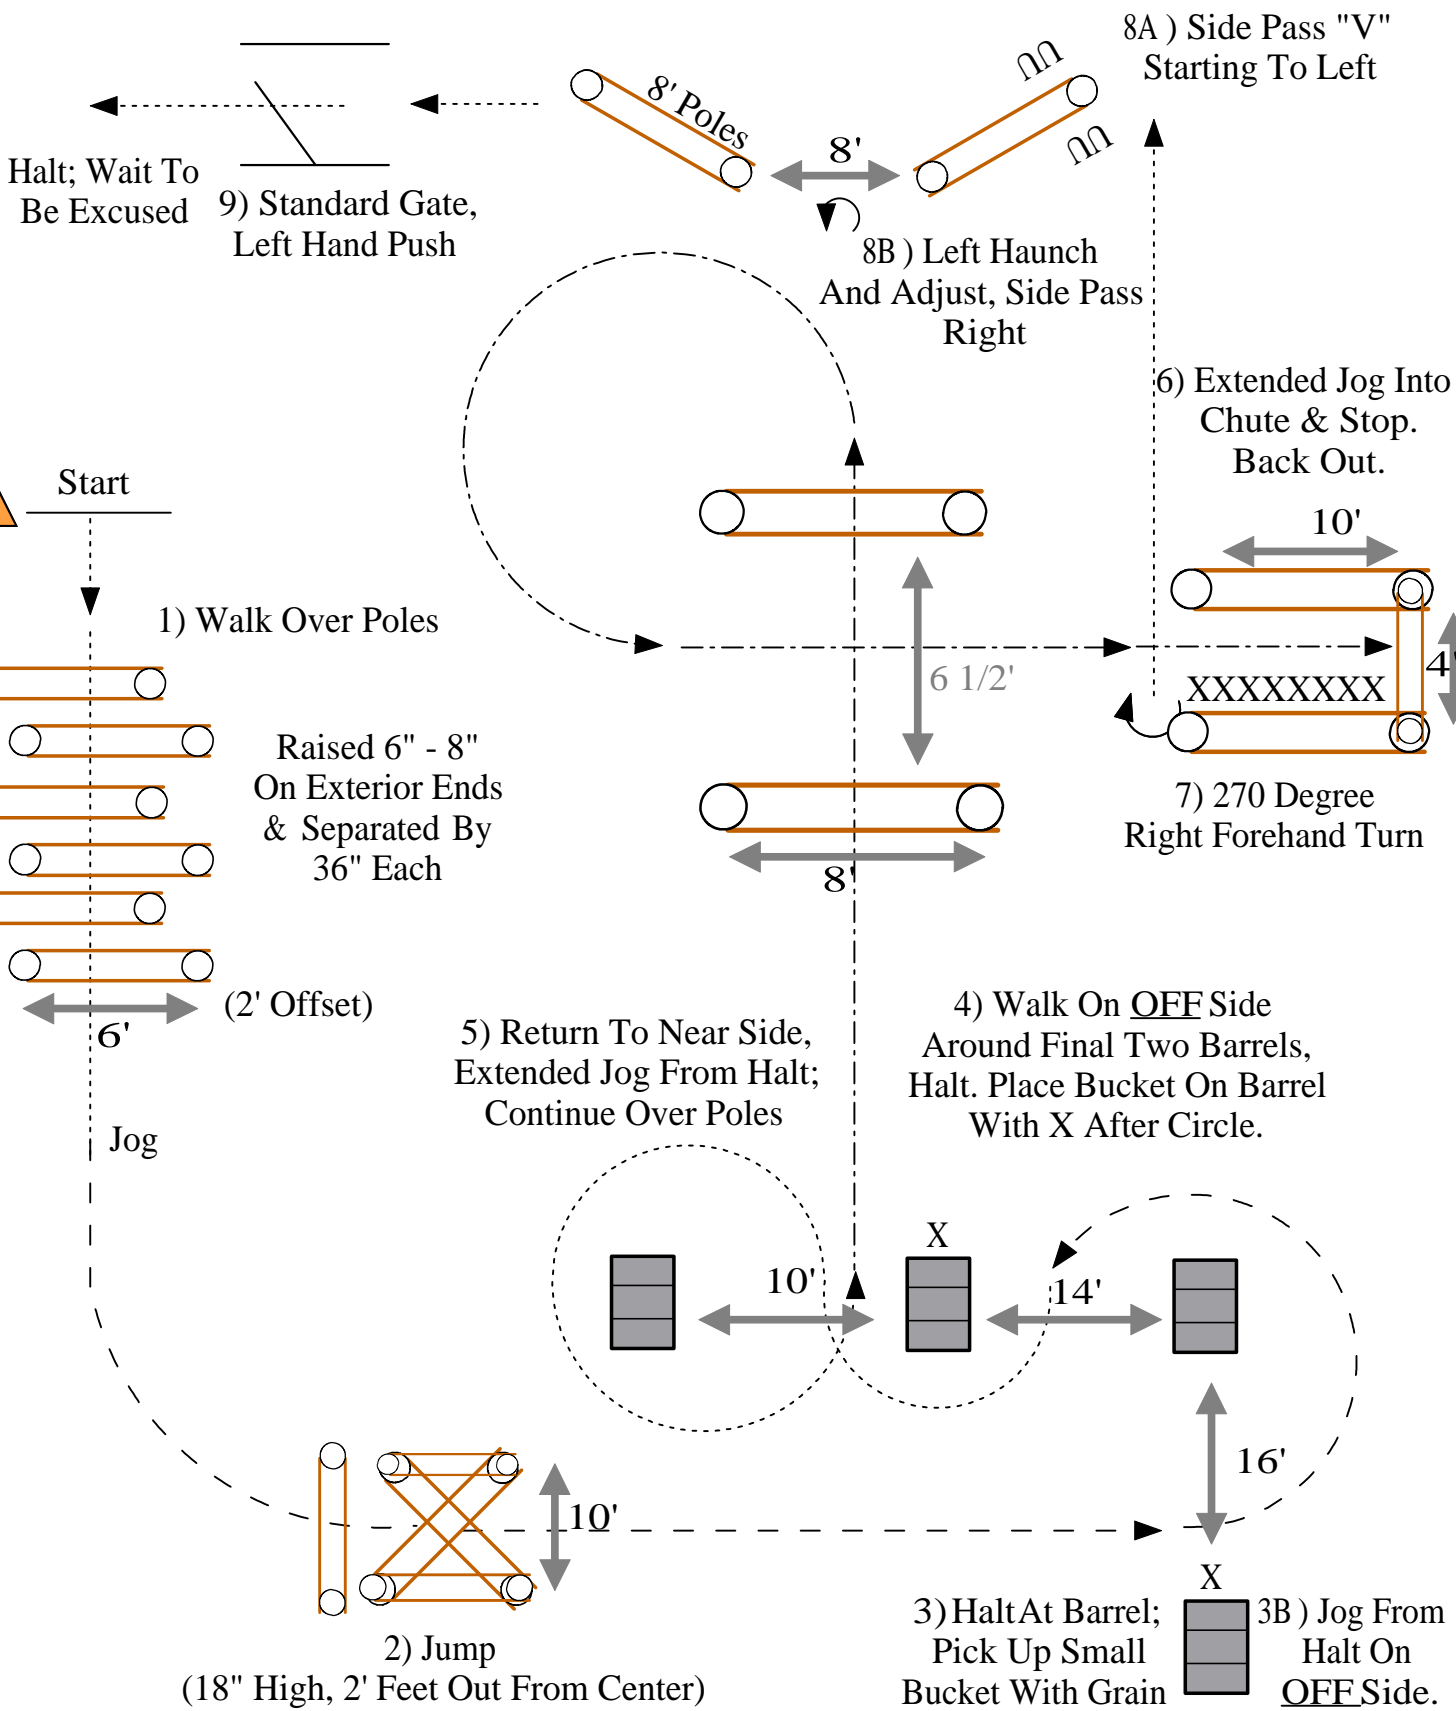 8A ) Side Pass "V"
Starting To Left
8' Poles
8'
Halt; Wait To
Be Excused
9) Standard Gate,
Left Hand Push
8B ) Left Haunch
And Adjust, Side Pass
Right
6) Extended Jog Into
Chute & Stop.
Back Out.
Start
10'
1) Walk Over Poles
6 1/2'
4'
XXXXXXXX
Raised 6" - 8"
On Exterior Ends
& Separated By
36" Each
7) 270 Degree
Right Forehand Turn
8'
(2' Offset)
6'
5) Return To Near Side,
Extended Jog From Halt;
Continue Over Poles
4) Walk On OFF Side
Around Final Two Barrels,
Halt. Place Bucket On Barrel
With X After Circle.
Jog
X
10'
14'
16'
10'
X
2) Jump
(18" High, 2' Feet Out From Center)
3) Halt At Barrel;
Pick Up Small
Bucket With Grain
3B ) Jog From
Halt On
OFF Side.